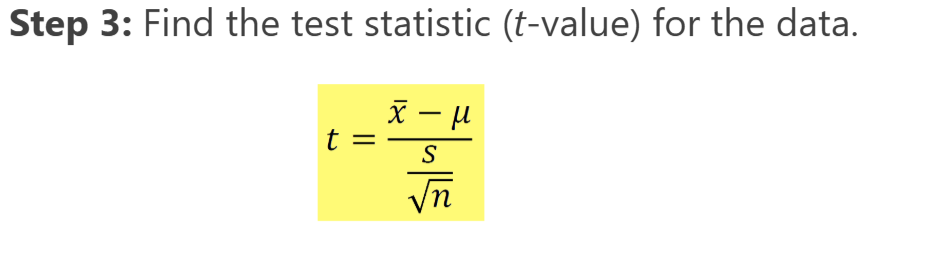 Step 3: Find the test statistic (t-value) for the data.
t = x̄ − μ
s
√n